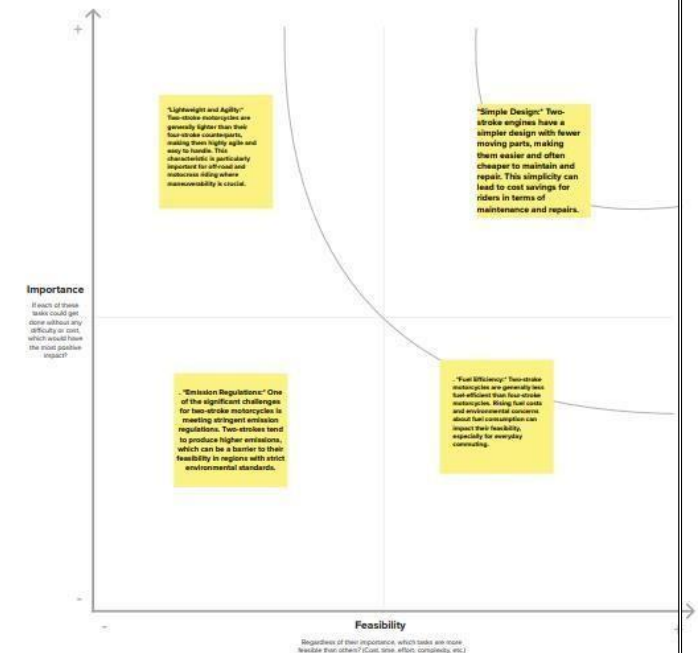 +
"Lightweight and Agility:"
Two-stroke motorcycles are
generally lighter than their
four-stroke counterparts,
making them highly agile and
easy to handle. This
characteristic is particularly
important for off-road and
motocross riding where
maneuverability is crucial.
"Simple Design:" Two-
stroke engines have a
simpler design with fewer
moving parts, making
them easier and often
cheaper to maintain and
repair. This simplicity can
lead to cost savings for
riders in terms of
maintenance and repairs.
Importance
If each of these
tasks could get
done without any
difficulty or cost,
which would have
the most positive
impact?
. "Emission Regulations:" One
of the significant challenges
for two-stroke motorcycles is
meeting stringent emission
regulations. Two-strokes tend
to produce higher emissions,
which can be a barrier to their
feasibility in regions with strict
environmental standards.
. "Fuel Efficiency:" Two-stroke
motorcycles are generally less
fuel-efficient than four-stroke
motorcycles. Rising fuel costs
and environmental concerns
about fuel consumption can
impact their feasibility,
especially for everyday
commuting.
-
-
+
Feasibility
Regardless of their importance, which tasks are more
feasible than others? (Cost, time, effort, complexity, etc.)